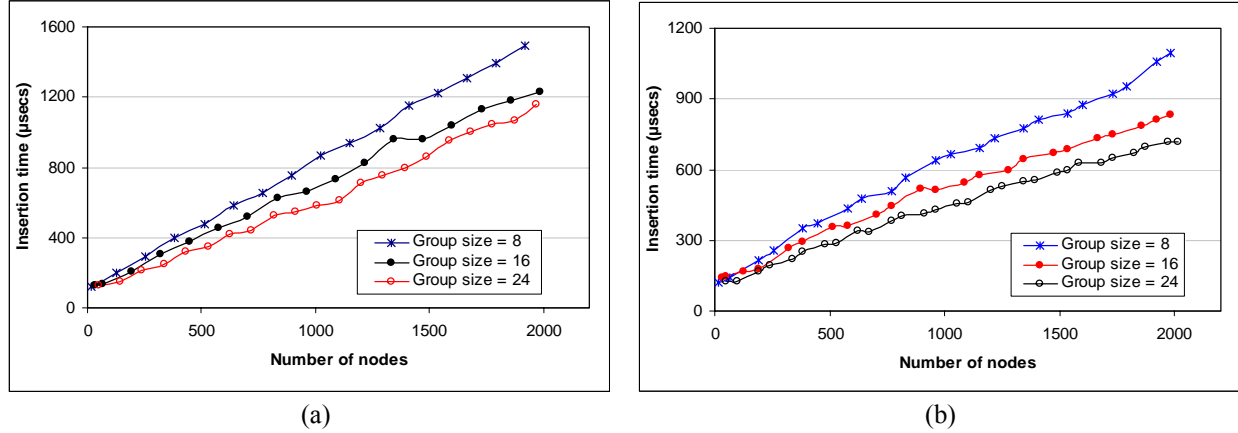 1600
1200
800
400
0
Insertion time (μsecs)
0 500 1000 1500 2000
Number of nodes
Group size = 8
Group size = 16
Group size = 24
(a)
1200
900
600
300
0
Insertion time (μsecs)
0 500 1000 1500 2000
Number of nodes
Group size = 8
Group size = 16
Group size = 24
(b)